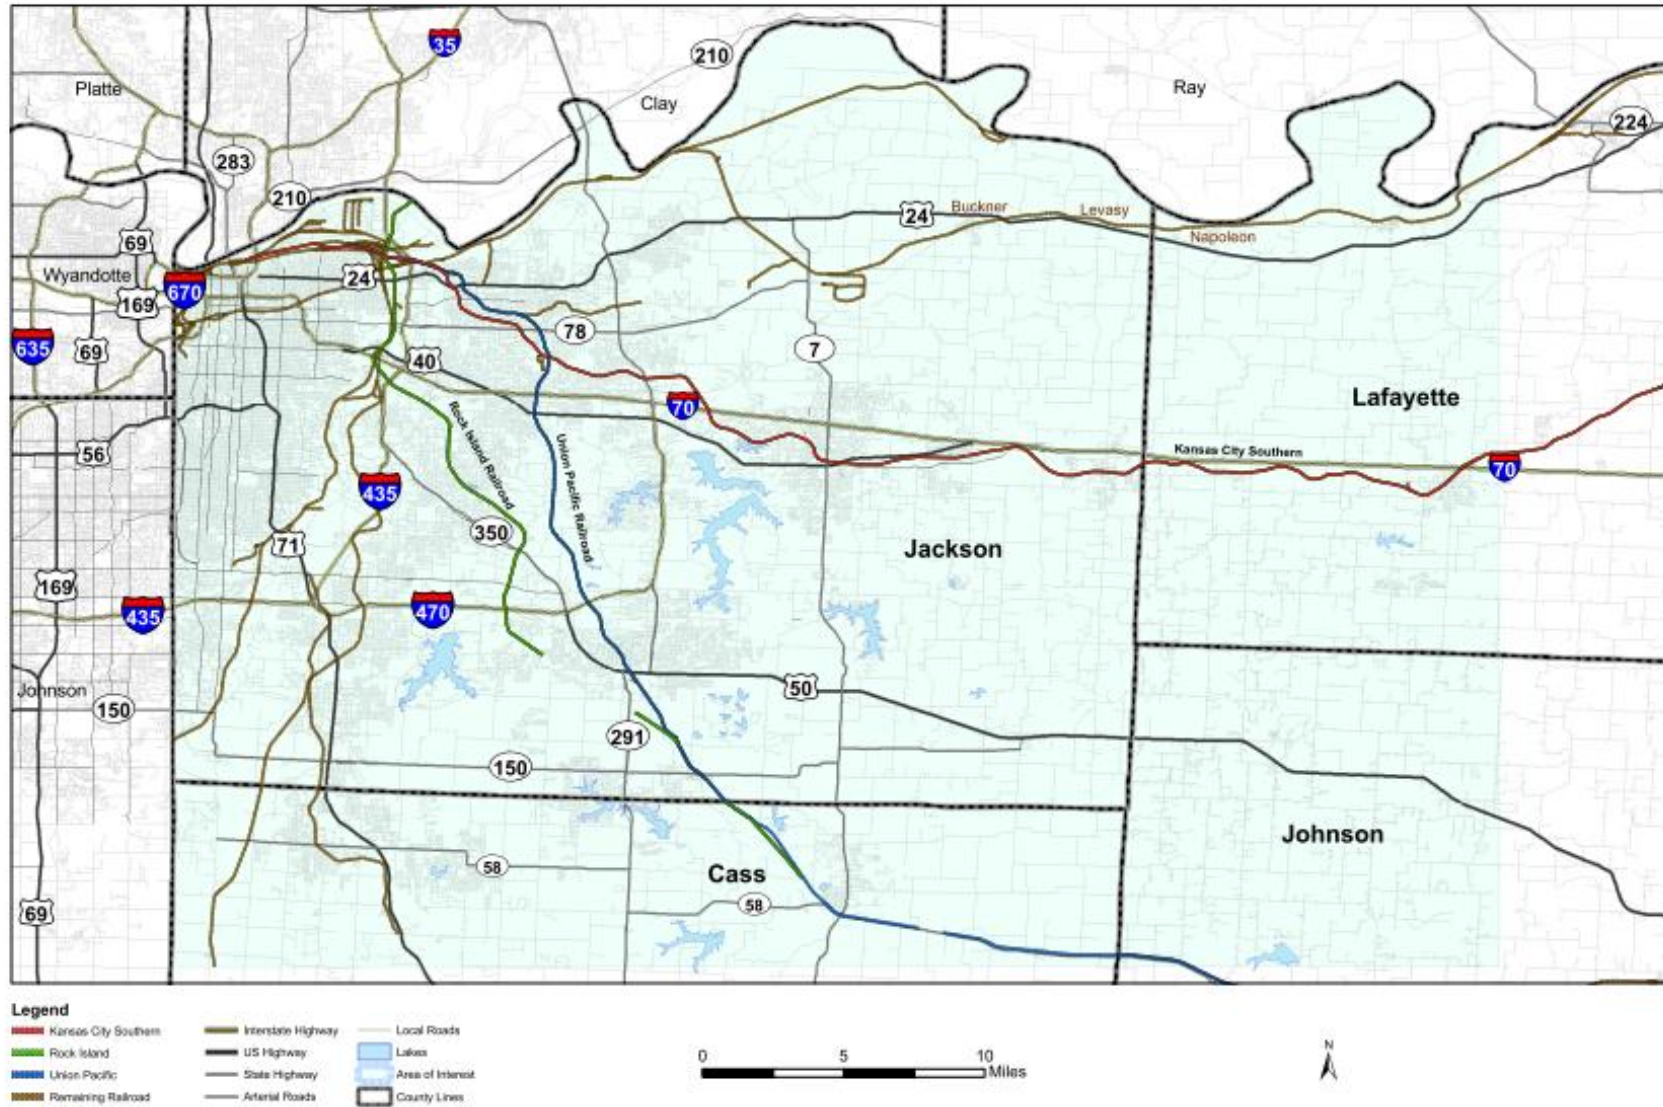 35
210
Platte
Clay
Ray
224
283
210
Buckner
Levasy
24
69
Napoleon
Wyandotte
24
670
169
78
635
69
40
7
70
Lafayette
Rock Island Railroad
Union Pacific Railroad
Kansas City Southern
56
70
435
350
71
Jackson
169
435
470
Johnson
50
150
291
150
Johnson
58
Cass
58
69
Legend
Kansas City Southern
Interstate Highway
Local Roads
Rock Island
US Highway
Lakes
Union Pacific
State Highway
Area of Interest
Remaining Railroad
Arterial Roads
County Lines
0 5 10
Miles
N